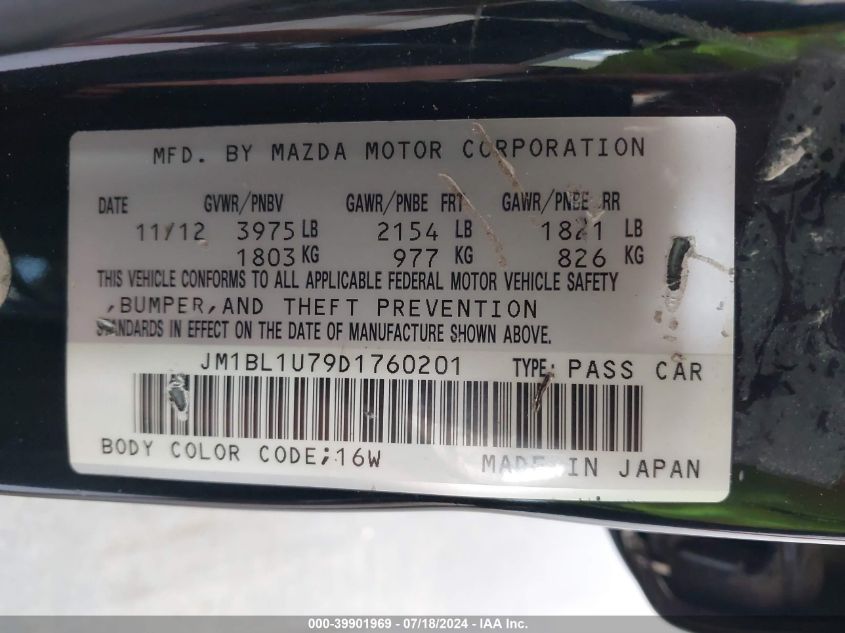 MFD. BY MAZDA MOTOR CORPORATION
DATE GVWR/PNBV GAWR/PNBE FRT GAWR/PNBE RR
11/12 3975 LB 2154 LB 1821 LB
1803 KG 977 KG 826 KG
THIS VEHICLE CONFORMS TO ALL APPLICABLE FEDERAL MOTOR VEHICLE SAFETY
,BUMPER,AND THEFT PREVENTION
STANDARDS IN EFFECT ON THE DATE OF MANUFACTURE SHOWN ABOVE.
JM1BL1U79D1760201 TYPE: PASS CAR
BODY COLOR CODE;16W MADE IN JAPAN
000-39901969 - 07/18/2024 - IAA Inc.